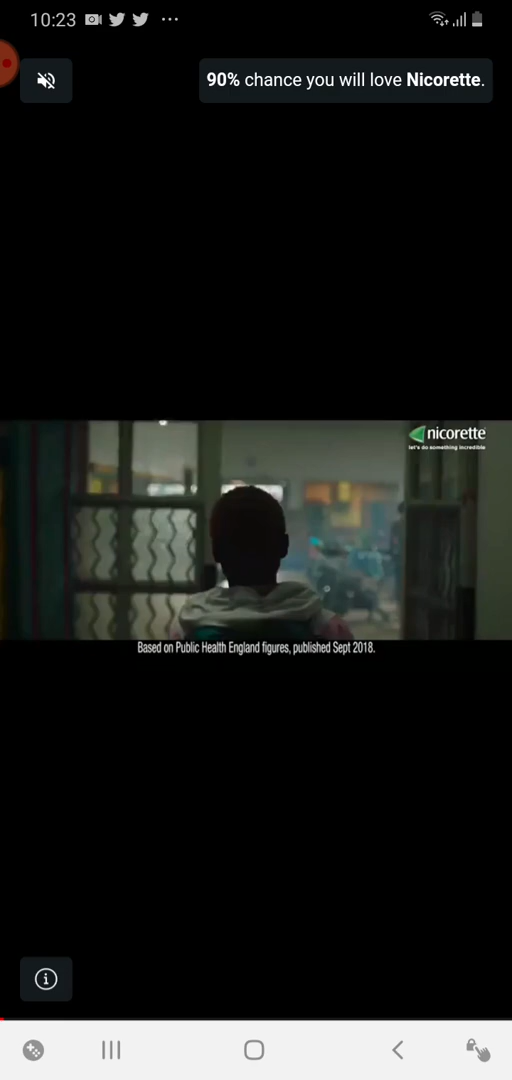 10:23
90% chance you will love Nicorette.
nicorette
let's do something incredible
Based on Public Health England figures, published Sept 2018.